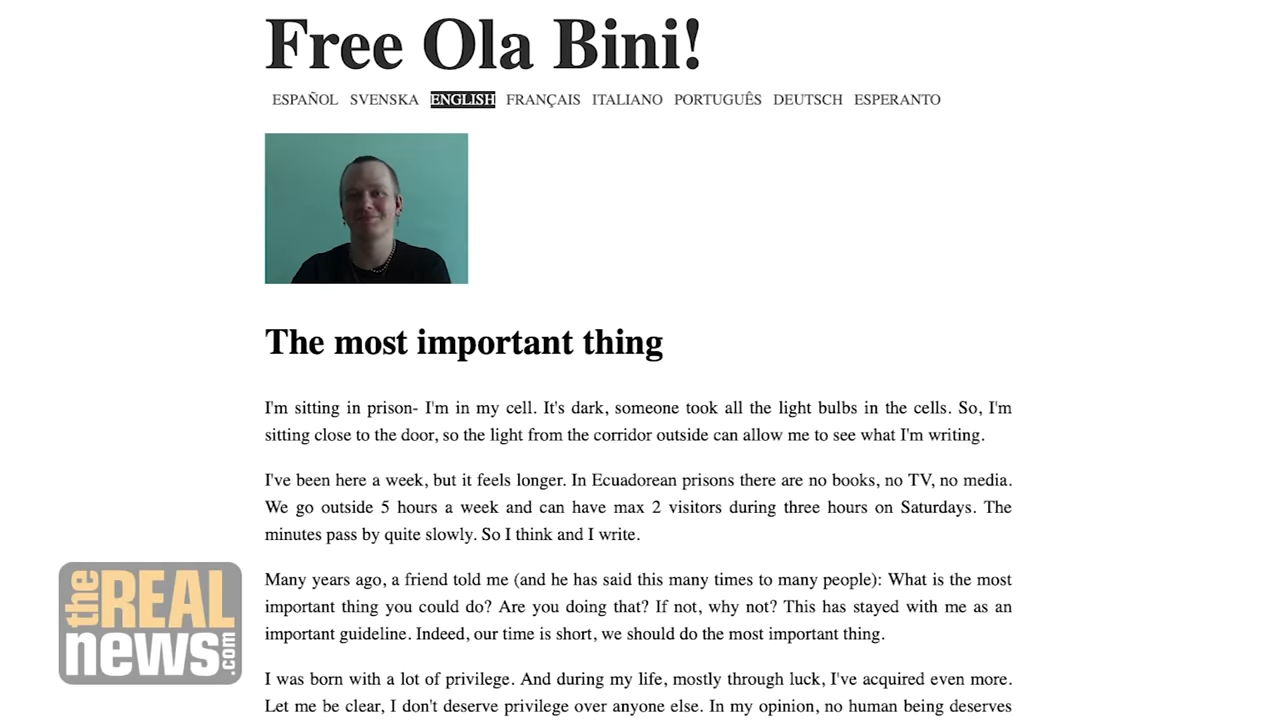 Free Ola Bini!
ESPAÑOL SVENSKA ENGLISH FRANÇAIS ITALIANO PORTUGUÊS DEUTSCH ESPERANTO
The most important thing
I'm sitting in prison- I'm in my cell. It's dark, someone took all the light bulbs in the cells. So, I'm
sitting close to the door, so the light from the corridor outside can allow me to see what I'm writing.
I've been here a week, but it feels longer. In Ecuadorean prisons there are no books, no TV, no media.
We go outside 5 hours a week and can have max 2 visitors during three hours on Saturdays. The
minutes pass by quite slowly. So I think and I write.
Many years ago, a friend told me (and he has said this many times to many people): What is the most
important thing you could do? Are you doing that? If not, why not? This has stayed with me as an
important guideline. Indeed, our time is short, we should do the most important thing.
I was born with a lot of privilege. And during my life, mostly through luck, I've acquired even more.
Let me be clear, I don't deserve privilege over anyone else. In my opinion, no human being deserves
the REAL
news.com